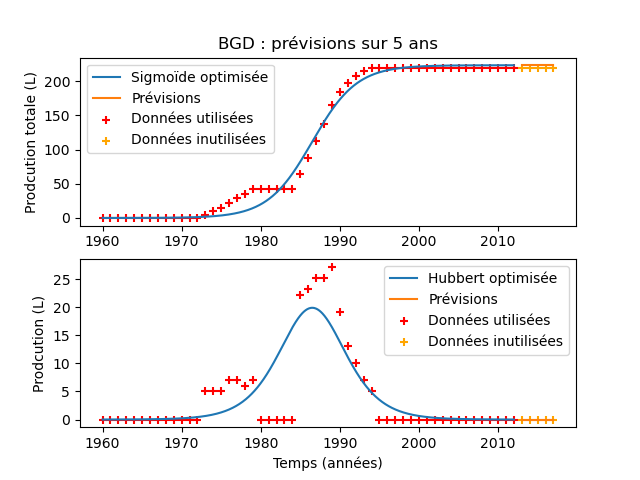 BGD : prévisions sur 5 ans
Prodcution totale (L)
200
150
100
50
0
Sigmoïde optimisée
Prévisions
Données utilisées
Données inutilisées
1960 1970 1980 1990 2000 2010
Prodcution (L)
25
20
15
10
5
0
Hubbert optimisée
Prévisions
Données utilisées
Données inutilisées
1960 1970 1980 1990 2000 2010
Temps (années)